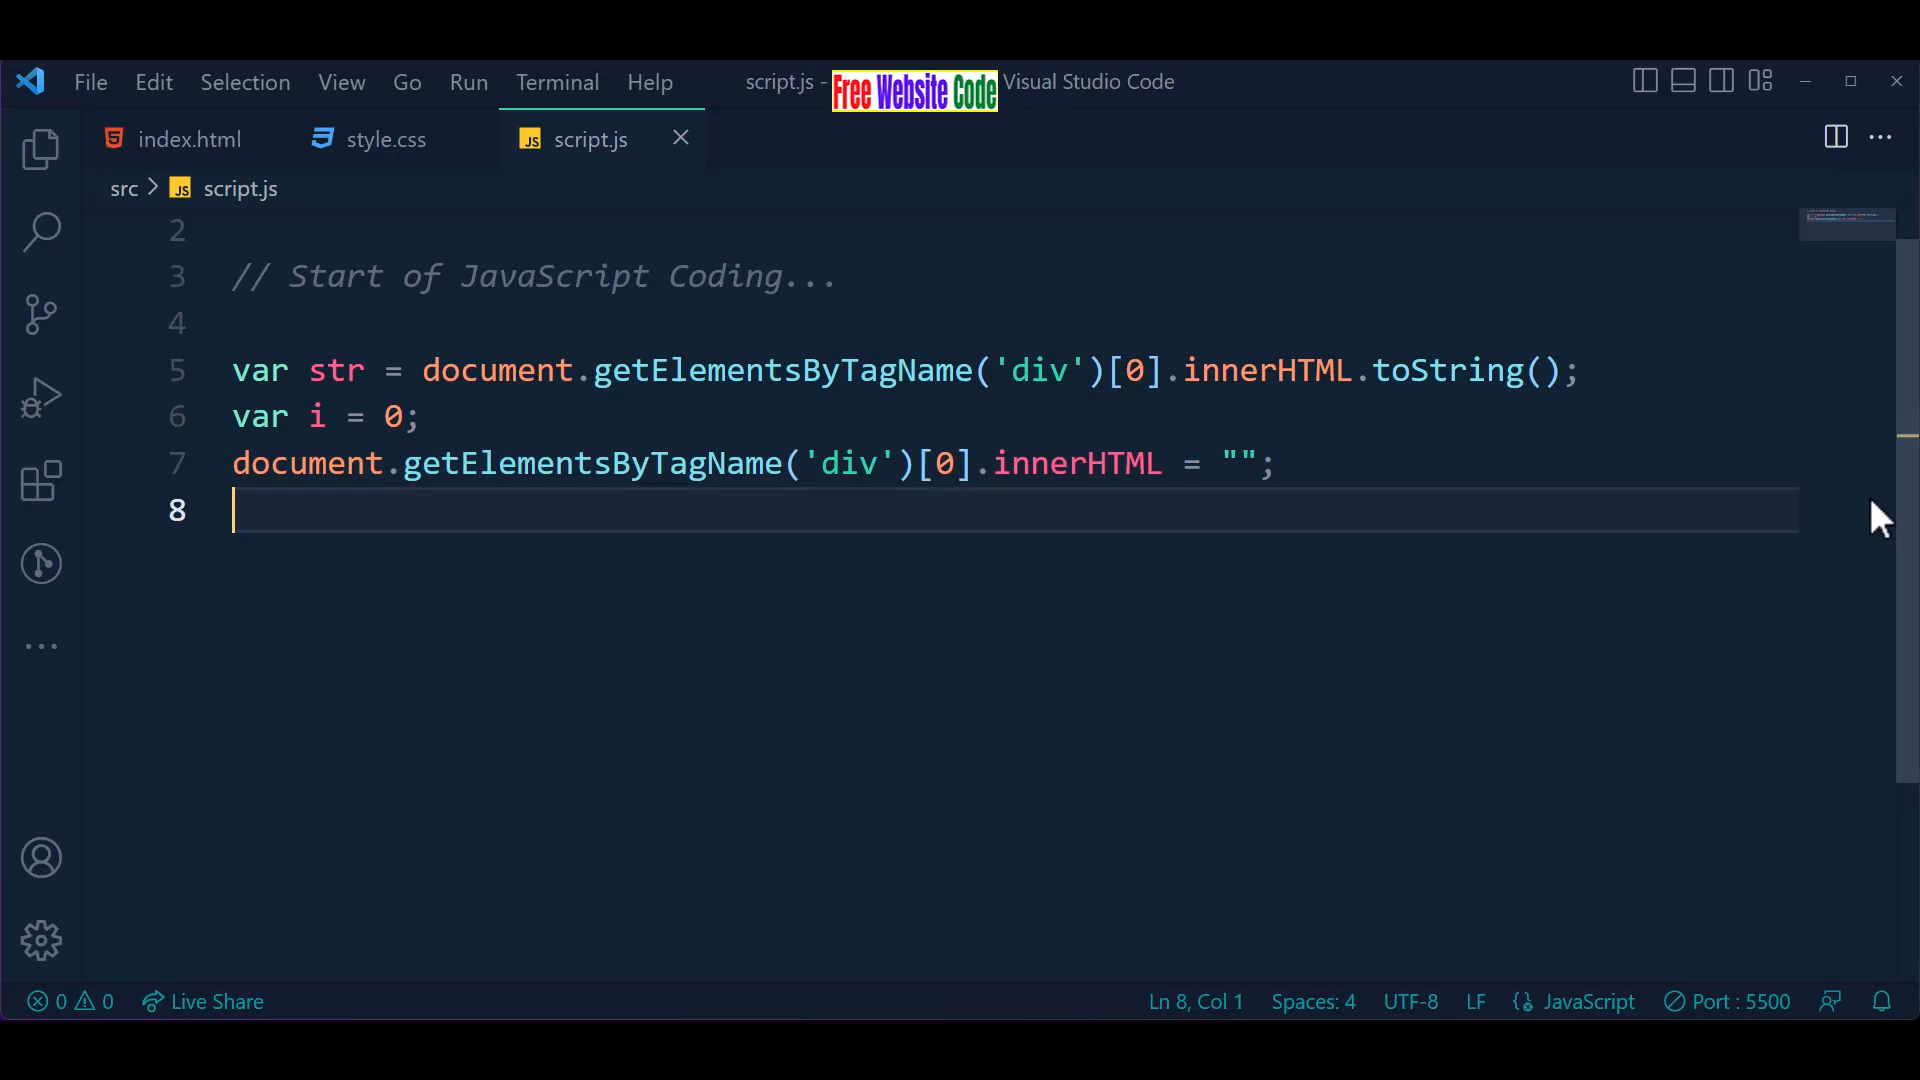 File Edit Selection View Go Run Terminal Help script.js - Free Website Code Visual Studio Code
index.html style.css script.js
src > script.js
2
3 // Start of JavaScript Coding...
4
5 var str = document.getElementsByTagName('div')[0].innerHTML.toString();
6 var i = 0;
7 document.getElementsByTagName('div')[0].innerHTML = "";
8
0 0 Live Share Ln 8, Col 1 Spaces: 4 UTF-8 LF JavaScript Port : 5500